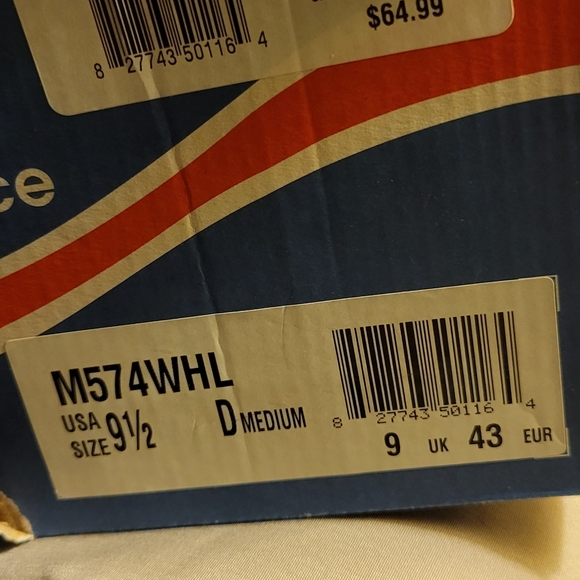 $64.99
8 27743 50116 4
ce
M574WHL
USA SIZE 9½ D MEDIUM
8 27743 50116 4
9 UK 43 EUR